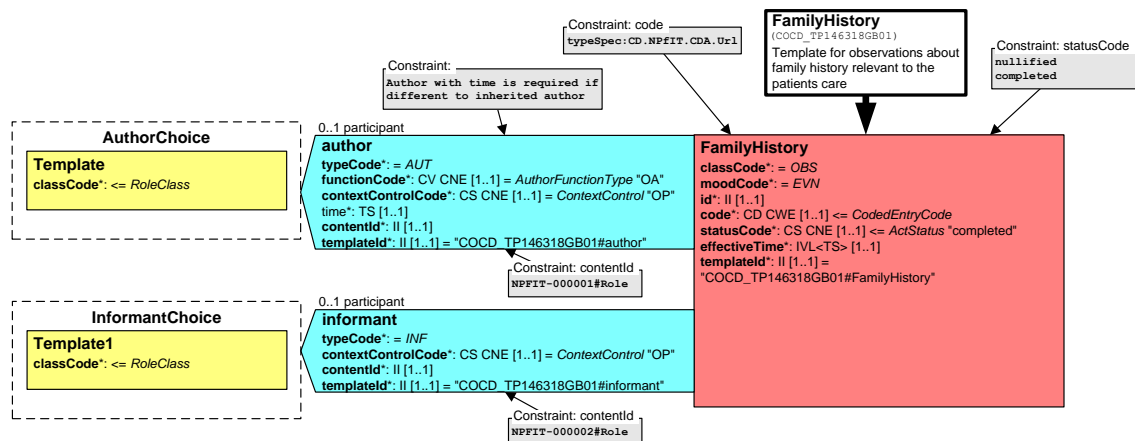 Constraint: code
typeSpec:CD.NPfIT.CDA.Url
FamilyHistory
(COCD_TP146318GB01)
Template for observations about
family history relevant to the
patients care
Constraint: statusCode
nullified
completed
Constraint:
Author with time is required if
different to inherited author
AuthorChoice
Template
classCode*: <= RoleClass
0..1 participant
author
typeCode*: = AUT
functionCode*: CV CNE [1..1] = AuthorFunctionType "OA"
contextControlCode*: CS CNE [1..1] = ContextControl "OP"
time*: TS [1..1]
contentId*: II [1..1]
templateId*: II [1..1] = "COCD_TP146318GB01#author"
Constraint: contentId
NPFIT-000001#Role
FamilyHistory
classCode*: = OBS
moodCode*: = EVN
id*: II [1..1]
code*: CD CWE [1..1] <= CodedEntryCode
statusCode*: CS CNE [1..1] <= ActStatus "completed"
effectiveTime*: IVL<TS> [1..1]
templateId*: II [1..1] =
"COCD_TP146318GB01#FamilyHistory"
InformantChoice
Template1
classCode*: <= RoleClass
0..1 participant
informant
typeCode*: = INF
contextControlCode*: CS CNE [1..1] = ContextControl "OP"
contentId*: II [1..1]
templateId*: II [1..1] = "COCD_TP146318GB01#informant"
Constraint: contentId
NPFIT-000002#Role